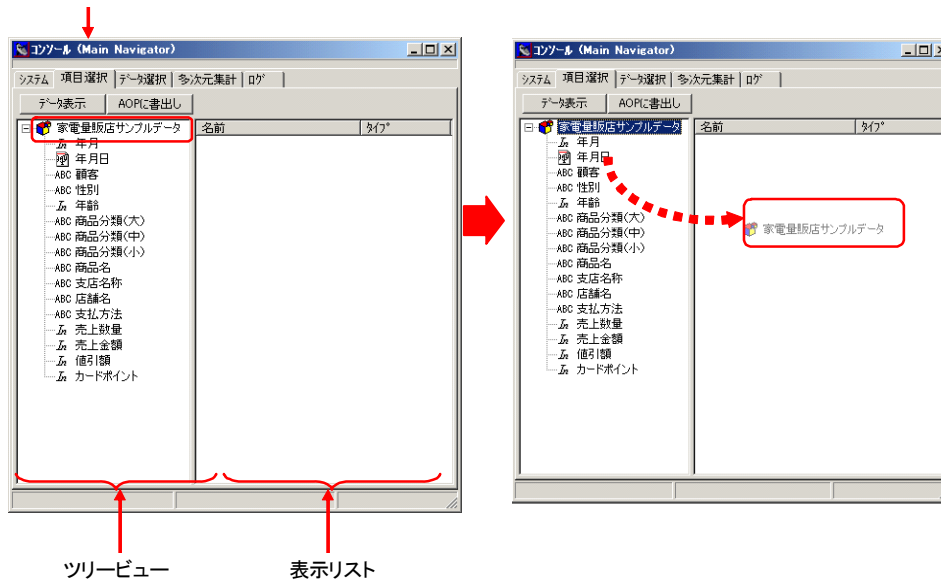 コンソール (Main Navigator)
システム 項目選択 データ選択 多次元集計 ログ
データ表示 AOPに書出し
家電量販店サンプルデータ 名前 タイプ
年月
年月日
ABC 顧客
ABC 性別
年齢
ABC 商品分類(大)
ABC 商品分類(中)
ABC 商品分類(小)
ABC 商品名
ABC 支店名称
ABC 店舗名
ABC 支払方法
売上数量
売上金額
値引額
カードポイント
ツリービュー 表示リスト
コンソール (Main Navigator)
システム 項目選択 データ選択 多次元集計 ログ
データ表示 AOPに書出し
家電量販店サンプルデータ 名前 タイプ
年月
年月日
ABC 顧客
ABC 性別
年齢
ABC 商品分類(大)
ABC 商品分類(中)
ABC 商品分類(小)
ABC 商品名
ABC 支店名称
ABC 店舗名
ABC 支払方法
売上数量
売上金額
値引額
カードポイント
家電量販店サンプルデータ